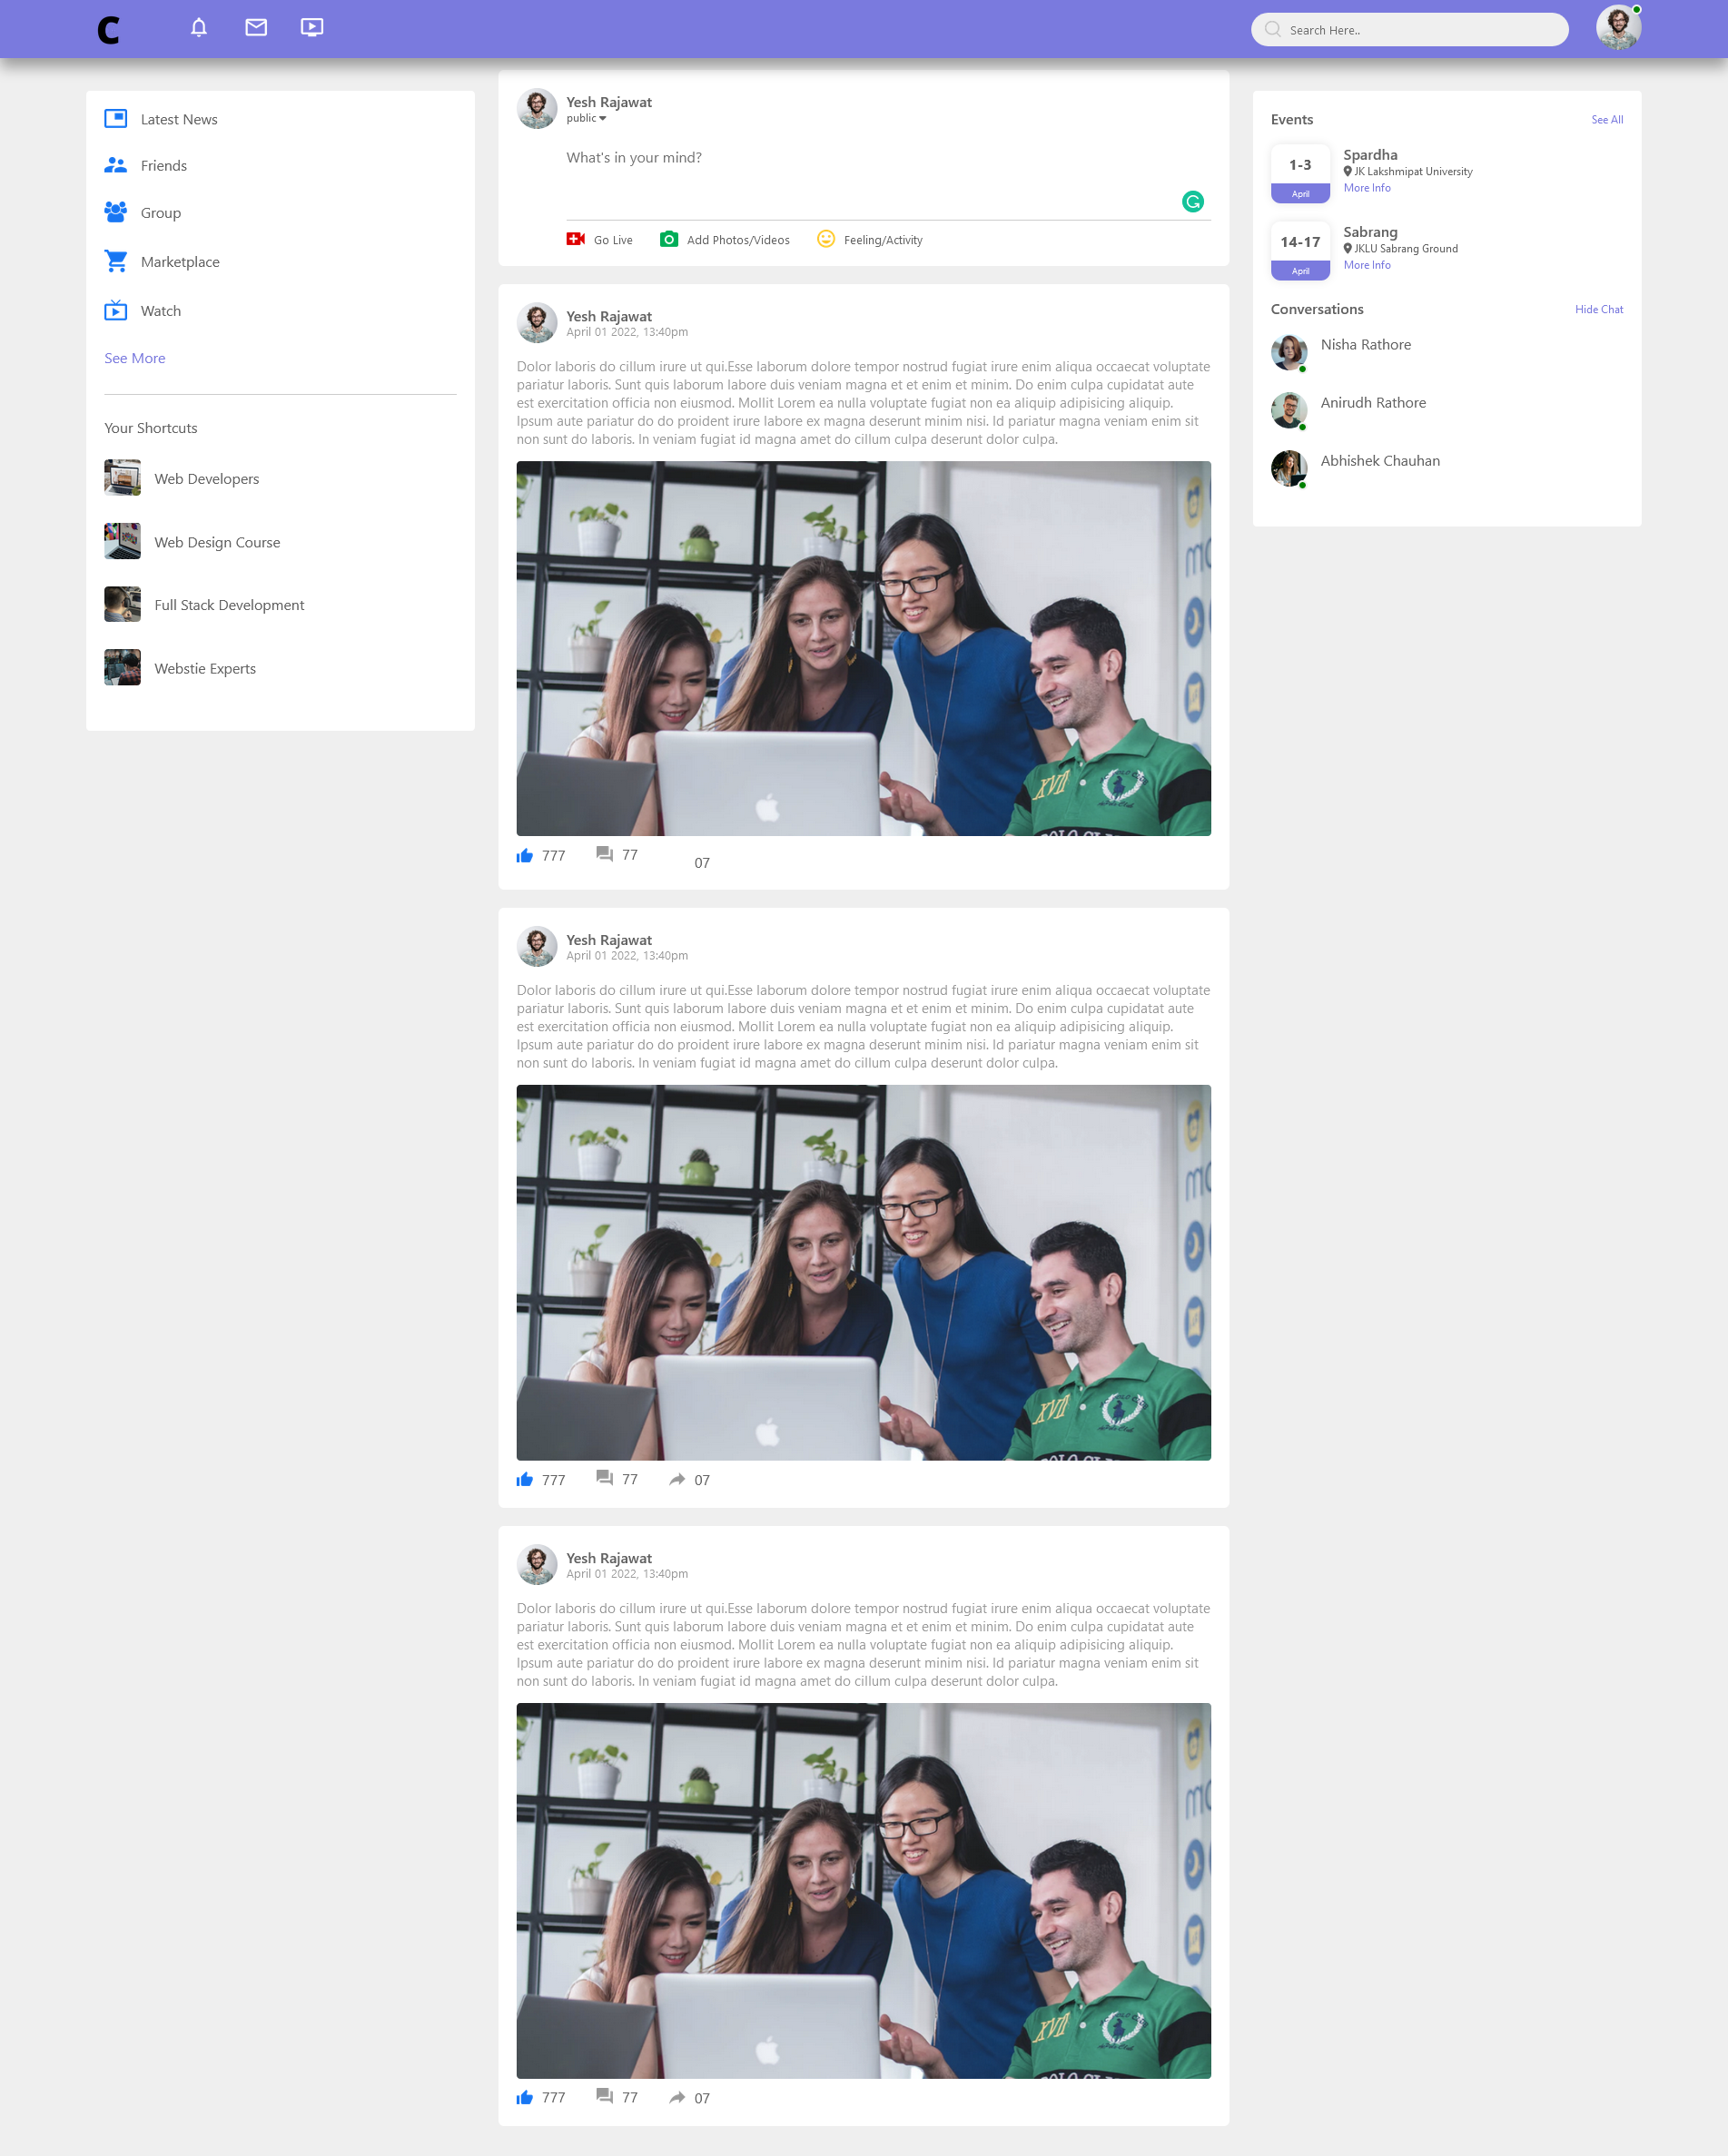 C
Search Here..
Latest News
Friends
Group
Marketplace
Watch
See More
Your Shortcuts
Web Developers
Web Design Course
Full Stack Development
Webstie Experts
Yesh Rajawat
public
What's in your mind?
Go Live
Add Photos/Videos
Feeling/Activity
Yesh Rajawat
April 01 2022, 13:40pm
Dolor laboris do cillum irure ut qui.Esse laborum dolore tempor nostrud fugiat irure enim aliqua occaecat voluptate
pariatur laboris. Sunt quis laborum labore duis veniam magna et et enim et minim. Do enim culpa cupidatat aute
est exercitation officia non eiusmod. Mollit Lorem ea nulla voluptate fugiat non ea aliquip adipisicing aliquip.
Ipsum aute pariatur do do proident irure labore ex magna deserunt minim nisi. Id pariatur magna veniam enim sit
non sunt do laboris. In veniam fugiat id magna amet do cillum culpa deserunt dolor culpa.
XVII
777
77
07
Yesh Rajawat
April 01 2022, 13:40pm
Dolor laboris do cillum irure ut qui.Esse laborum dolore tempor nostrud fugiat irure enim aliqua occaecat voluptate
pariatur laboris. Sunt quis laborum labore duis veniam magna et et enim et minim. Do enim culpa cupidatat aute
est exercitation officia non eiusmod. Mollit Lorem ea nulla voluptate fugiat non ea aliquip adipisicing aliquip.
Ipsum aute pariatur do do proident irure labore ex magna deserunt minim nisi. Id pariatur magna veniam enim sit
non sunt do laboris. In veniam fugiat id magna amet do cillum culpa deserunt dolor culpa.
XVII
777
77
07
Yesh Rajawat
April 01 2022, 13:40pm
Dolor laboris do cillum irure ut qui.Esse laborum dolore tempor nostrud fugiat irure enim aliqua occaecat voluptate
pariatur laboris. Sunt quis laborum labore duis veniam magna et et enim et minim. Do enim culpa cupidatat aute
est exercitation officia non eiusmod. Mollit Lorem ea nulla voluptate fugiat non ea aliquip adipisicing aliquip.
Ipsum aute pariatur do do proident irure labore ex magna deserunt minim nisi. Id pariatur magna veniam enim sit
non sunt do laboris. In veniam fugiat id magna amet do cillum culpa deserunt dolor culpa.
XVII
777
77
07
Events
See All
1-3
April
Spardha
JK Lakshmipat University
More Info
14-17
April
Sabrang
JKLU Sabrang Ground
More Info
Conversations
Hide Chat
Nisha Rathore
Anirudh Rathore
Abhishek Chauhan